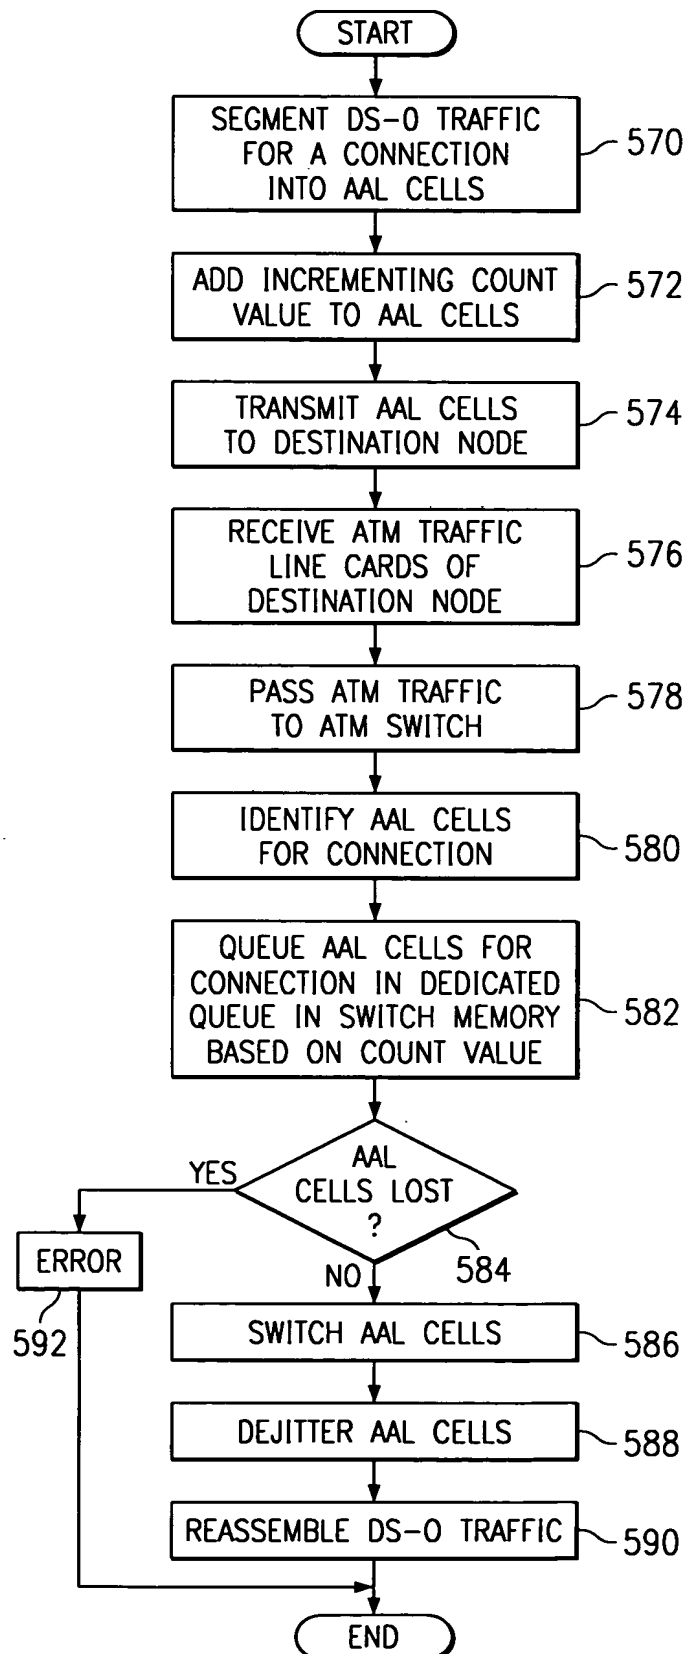 START
SEGMENT DS-0 TRAFFIC
FOR A CONNECTION
INTO AAL CELLS
570
ADD INCREMENTING COUNT
VALUE TO AAL CELLS
572
TRANSMIT AAL CELLS
TO DESTINATION NODE
574
RECEIVE ATM TRAFFIC
LINE CARDS OF
DESTINATION NODE
576
PASS ATM TRAFFIC
TO ATM SWITCH
578
IDENTIFY AAL CELLS
FOR CONNECTION
580
QUEUE AAL CELLS FOR
CONNECTION IN DEDICATED
QUEUE IN SWITCH MEMORY
BASED ON COUNT VALUE
582
AAL
CELLS LOST
?
584
YES
ERROR
592
NO
SWITCH AAL CELLS
586
DEJITTER AAL CELLS
588
REASSEMBLE DS-0 TRAFFIC
590
END